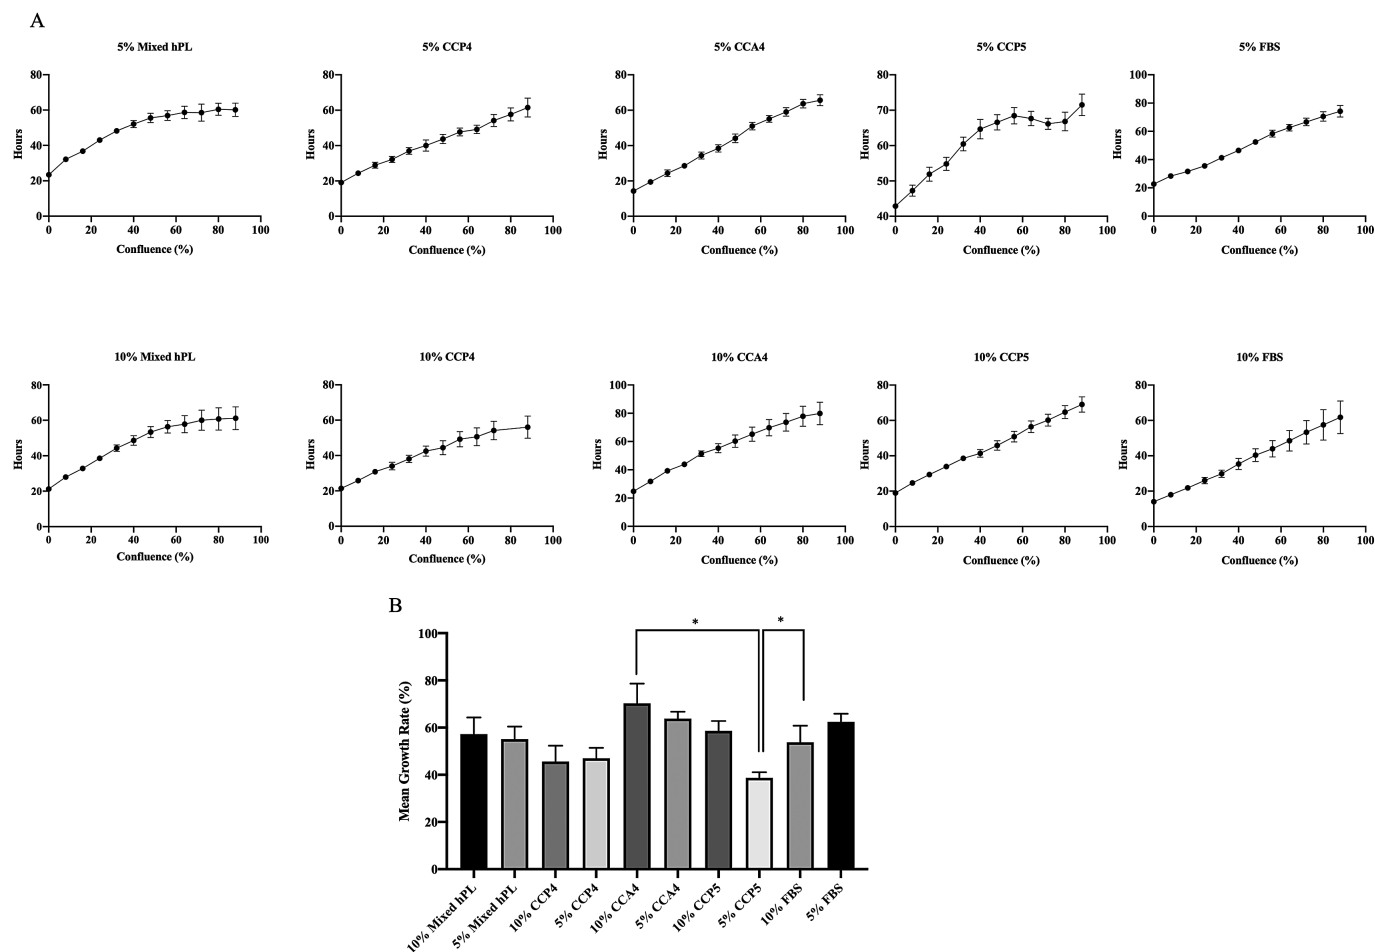 A
5% Mixed hPL
5% CCP4
5% CCA4
5% CCP5
5% FBS
80
60
40
20
0
Hours
0 20 40 60 80 100
Confluence (%)
80
60
40
20
0
Hours
0 20 40 60 80 100
Confluence (%)
80
60
40
20
0
Hours
0 20 40 60 80 100
Confluence (%)
80
70
60
50
40
Hours
0 20 40 60 80 100
Confluence (%)
100
80
60
40
20
0
Hours
0 20 40 60 80 100
Confluence (%)
10% Mixed hPL
10% CCP4
10% CCA4
10% CCP5
10% FBS
80
60
40
20
0
Hours
0 20 40 60 80 100
Confluence (%)
80
60
40
20
0
Hours
0 20 40 60 80 100
Confluence (%)
100
80
60
40
20
0
Hours
0 20 40 60 80 100
Confluence (%)
80
60
40
20
0
Hours
0 20 40 60 80 100
Confluence (%)
80
60
40
20
0
Hours
0 20 40 60 80 100
Confluence (%)
B
* *
100
80
60
40
20
0
Mean Growth Rate (%)
10% Mixed hPL
5% Mixed hPL
10% CCP4
5% CCP4
10% CCA4
5% CCA4
10% CCP5
5% CCP5
10% FBS
5% FBS